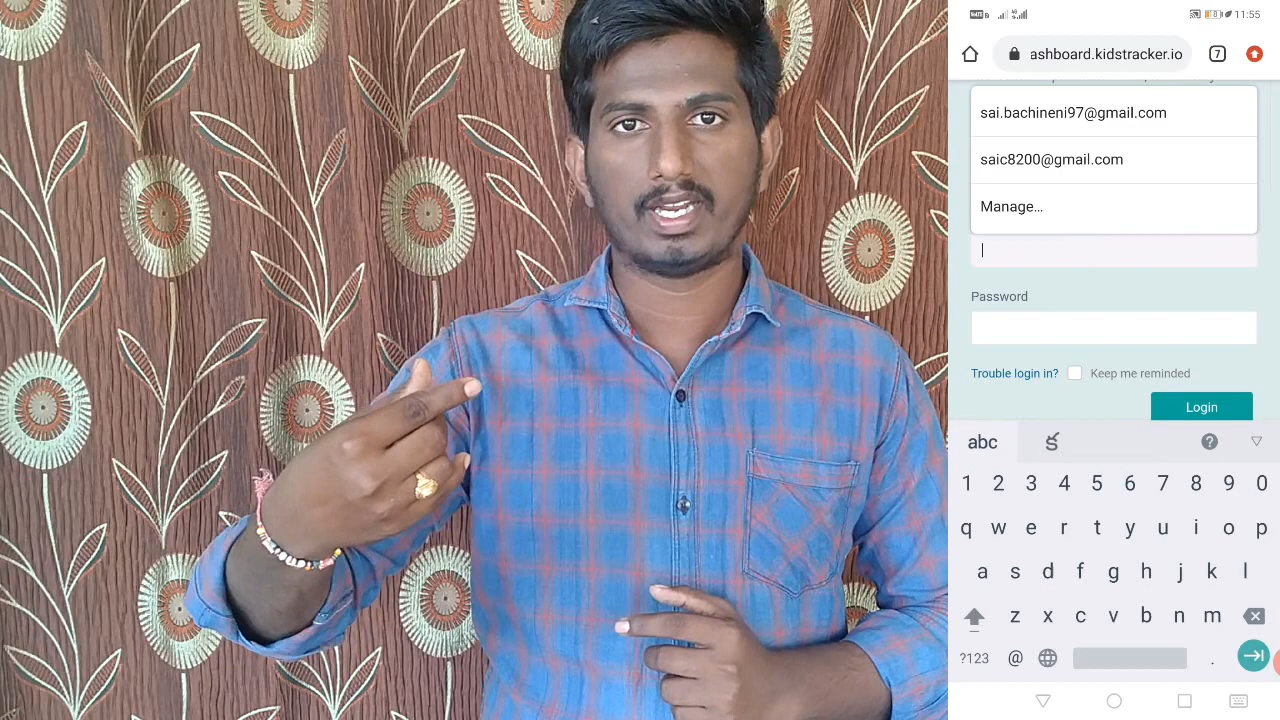 11:55
ashboard.kidstracker.io
7
sai.bachineni97@gmail.com
saic8200@gmail.com
Manage…
Password
Trouble login in?
Keep me reminded
Login
abc
క
1 2 3 4 5 6 7 8 9 0
q w e r t y u i o p
a s d f g h j k l
z x c v b n m
?123 @ .